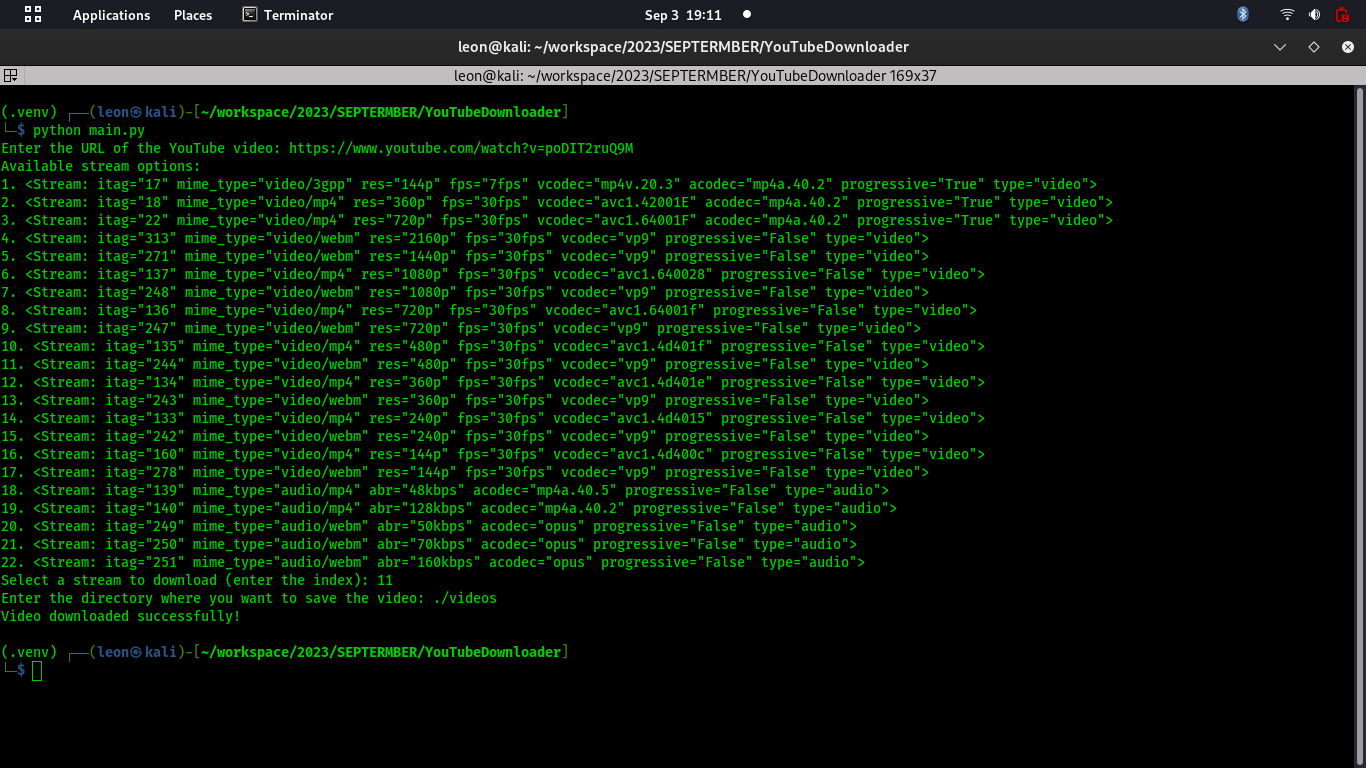 Applications Places Terminator Sep 3 19:11
leon@kali: ~/workspace/2023/SEPTERMBER/YouTubeDownloader
leon@kali: ~/workspace/2023/SEPTERMBER/YouTubeDownloader 169x37
(.venv) ┌──(leon㉿kali)-[~/workspace/2023/SEPTERMBER/YouTubeDownloader]
└─$ python main.py
Enter the URL of the YouTube video: https://www.youtube.com/watch?v=poDIT2ruQ9M
Available stream options:
1. <Stream: itag="17" mime_type="video/3gpp" res="144p" fps="7fps" vcodec="mp4v.20.3" acodec="mp4a.40.2" progressive="True" type="video">
2. <Stream: itag="18" mime_type="video/mp4" res="360p" fps="30fps" vcodec="avc1.42001E" acodec="mp4a.40.2" progressive="True" type="video">
3. <Stream: itag="22" mime_type="video/mp4" res="720p" fps="30fps" vcodec="avc1.64001F" acodec="mp4a.40.2" progressive="True" type="video">
4. <Stream: itag="313" mime_type="video/webm" res="2160p" fps="30fps" vcodec="vp9" progressive="False" type="video">
5. <Stream: itag="271" mime_type="video/webm" res="1440p" fps="30fps" vcodec="vp9" progressive="False" type="video">
6. <Stream: itag="137" mime_type="video/mp4" res="1080p" fps="30fps" vcodec="avc1.640028" progressive="False" type="video">
7. <Stream: itag="248" mime_type="video/webm" res="1080p" fps="30fps" vcodec="vp9" progressive="False" type="video">
8. <Stream: itag="136" mime_type="video/mp4" res="720p" fps="30fps" vcodec="avc1.64001f" progressive="False" type="video">
9. <Stream: itag="247" mime_type="video/webm" res="720p" fps="30fps" vcodec="vp9" progressive="False" type="video">
10. <Stream: itag="135" mime_type="video/mp4" res="480p" fps="30fps" vcodec="avc1.4d401f" progressive="False" type="video">
11. <Stream: itag="244" mime_type="video/webm" res="480p" fps="30fps" vcodec="vp9" progressive="False" type="video">
12. <Stream: itag="134" mime_type="video/mp4" res="360p" fps="30fps" vcodec="avc1.4d401e" progressive="False" type="video">
13. <Stream: itag="243" mime_type="video/webm" res="360p" fps="30fps" vcodec="vp9" progressive="False" type="video">
14. <Stream: itag="133" mime_type="video/mp4" res="240p" fps="30fps" vcodec="avc1.4d4015" progressive="False" type="video">
15. <Stream: itag="242" mime_type="video/webm" res="240p" fps="30fps" vcodec="vp9" progressive="False" type="video">
16. <Stream: itag="160" mime_type="video/mp4" res="144p" fps="30fps" vcodec="avc1.4d400c" progressive="False" type="video">
17. <Stream: itag="278" mime_type="video/webm" res="144p" fps="30fps" vcodec="vp9" progressive="False" type="video">
18. <Stream: itag="139" mime_type="audio/mp4" abr="48kbps" acodec="mp4a.40.5" progressive="False" type="audio">
19. <Stream: itag="140" mime_type="audio/mp4" abr="128kbps" acodec="mp4a.40.2" progressive="False" type="audio">
20. <Stream: itag="249" mime_type="audio/webm" abr="50kbps" acodec="opus" progressive="False" type="audio">
21. <Stream: itag="250" mime_type="audio/webm" abr="70kbps" acodec="opus" progressive="False" type="audio">
22. <Stream: itag="251" mime_type="audio/webm" abr="160kbps" acodec="opus" progressive="False" type="audio">
Select a stream to download (enter the index): 11
Enter the directory where you want to save the video: ./videos
Video downloaded successfully!
(.venv) ┌──(leon㉿kali)-[~/workspace/2023/SEPTERMBER/YouTubeDownloader]
└─$